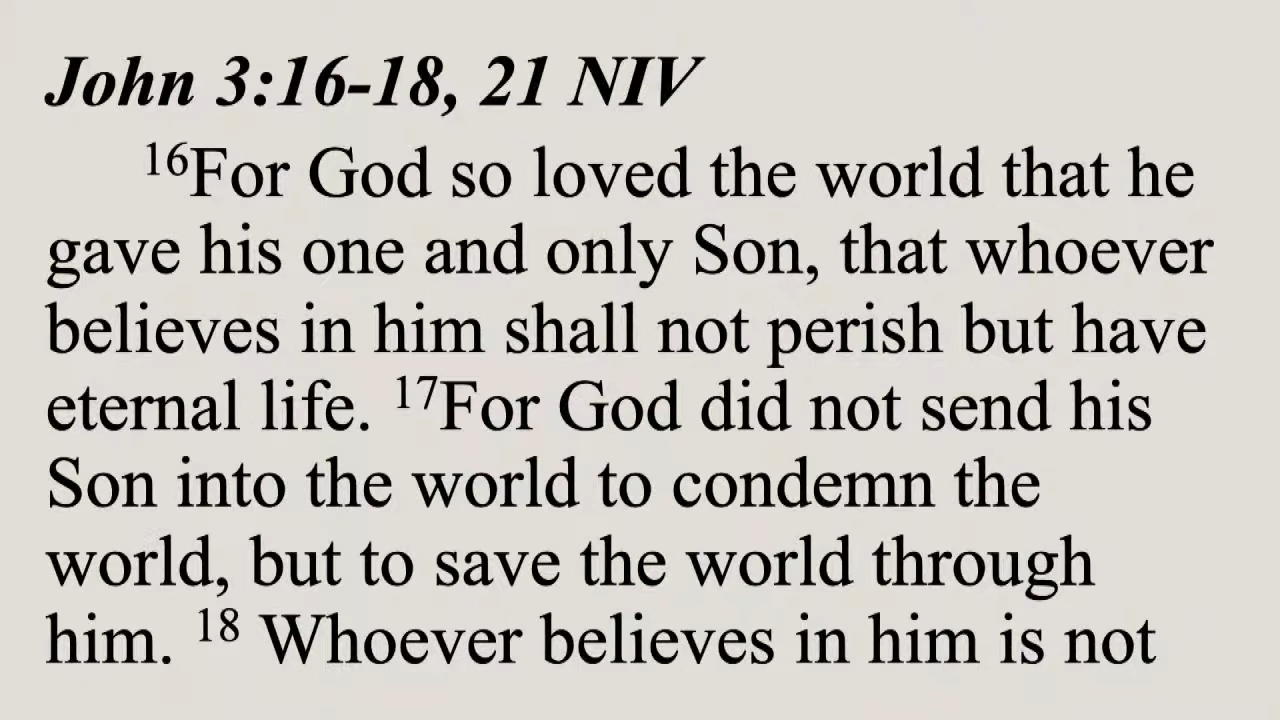 John 3:16-18, 21 NIV
16For God so loved the world that he
gave his one and only Son, that whoever
believes in him shall not perish but have
eternal life. 17For God did not send his
Son into the world to condemn the
world, but to save the world through
him. 18 Whoever believes in him is not